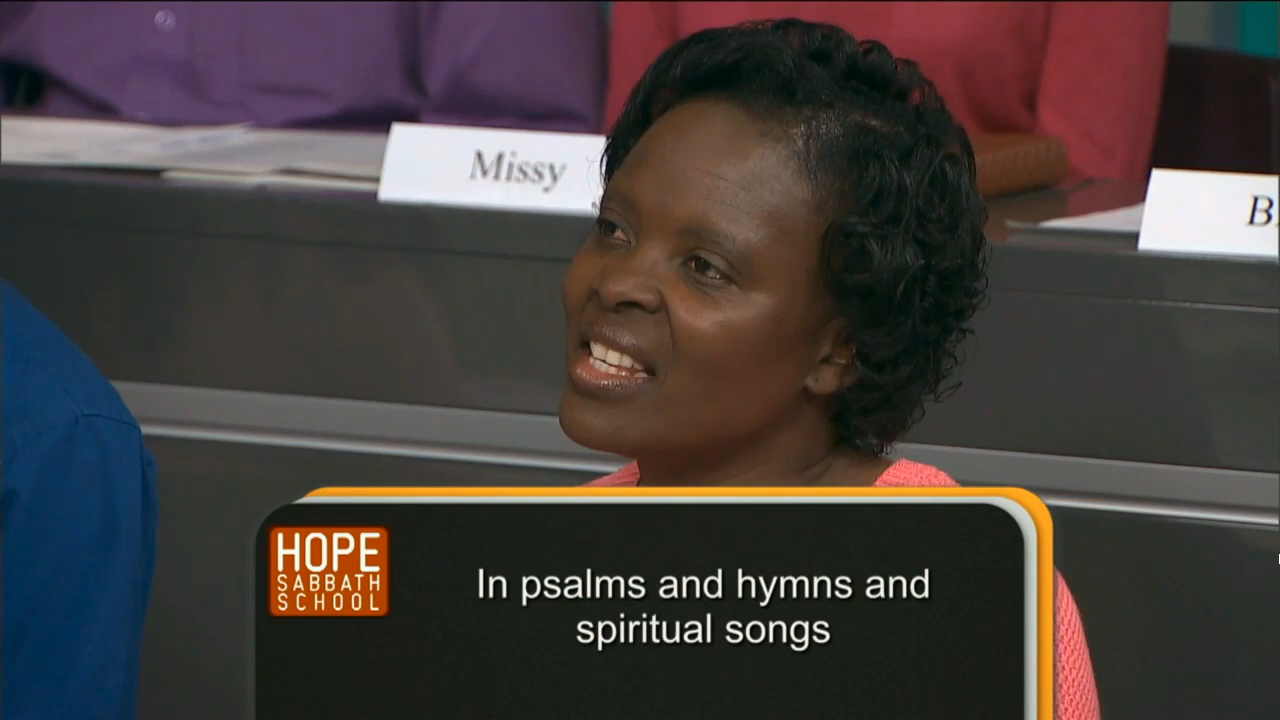 Missy
B
HOPE
SABBATH
SCHOOL
In psalms and hymns and
spiritual songs